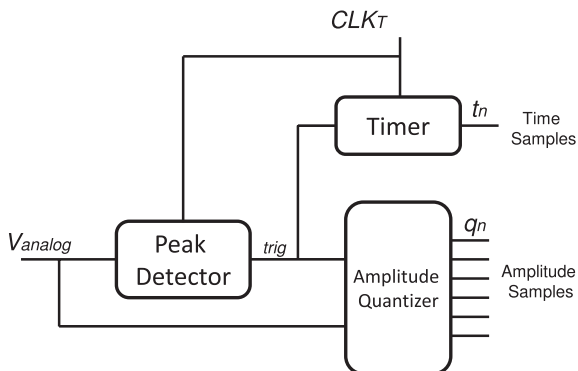 CLKT
Timer
tn
Time
Samples
Vanalog
Peak
Detector
trig
Amplitude
Quantizer
qn
Amplitude
Samples